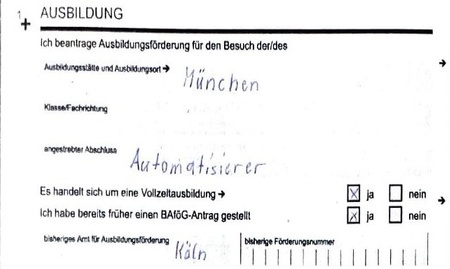 1 AUSBILDUNG
Ich beantrage Ausbildungsförderung für den Besuch der/des
Ausbildungsstätte und Ausbildungsort → München
Klasse/Fachrichtung
angestrebter Abschluss Automatisierer
Es handelt sich um eine Vollzeitausbildung → ☒ ja ☐ nein
Ich habe bereits früher einen BAföG-Antrag gestellt ☒ ja ☐ nein
bisheriges Amt für Ausbildungsförderung Käln bisherige Förderungsnummer